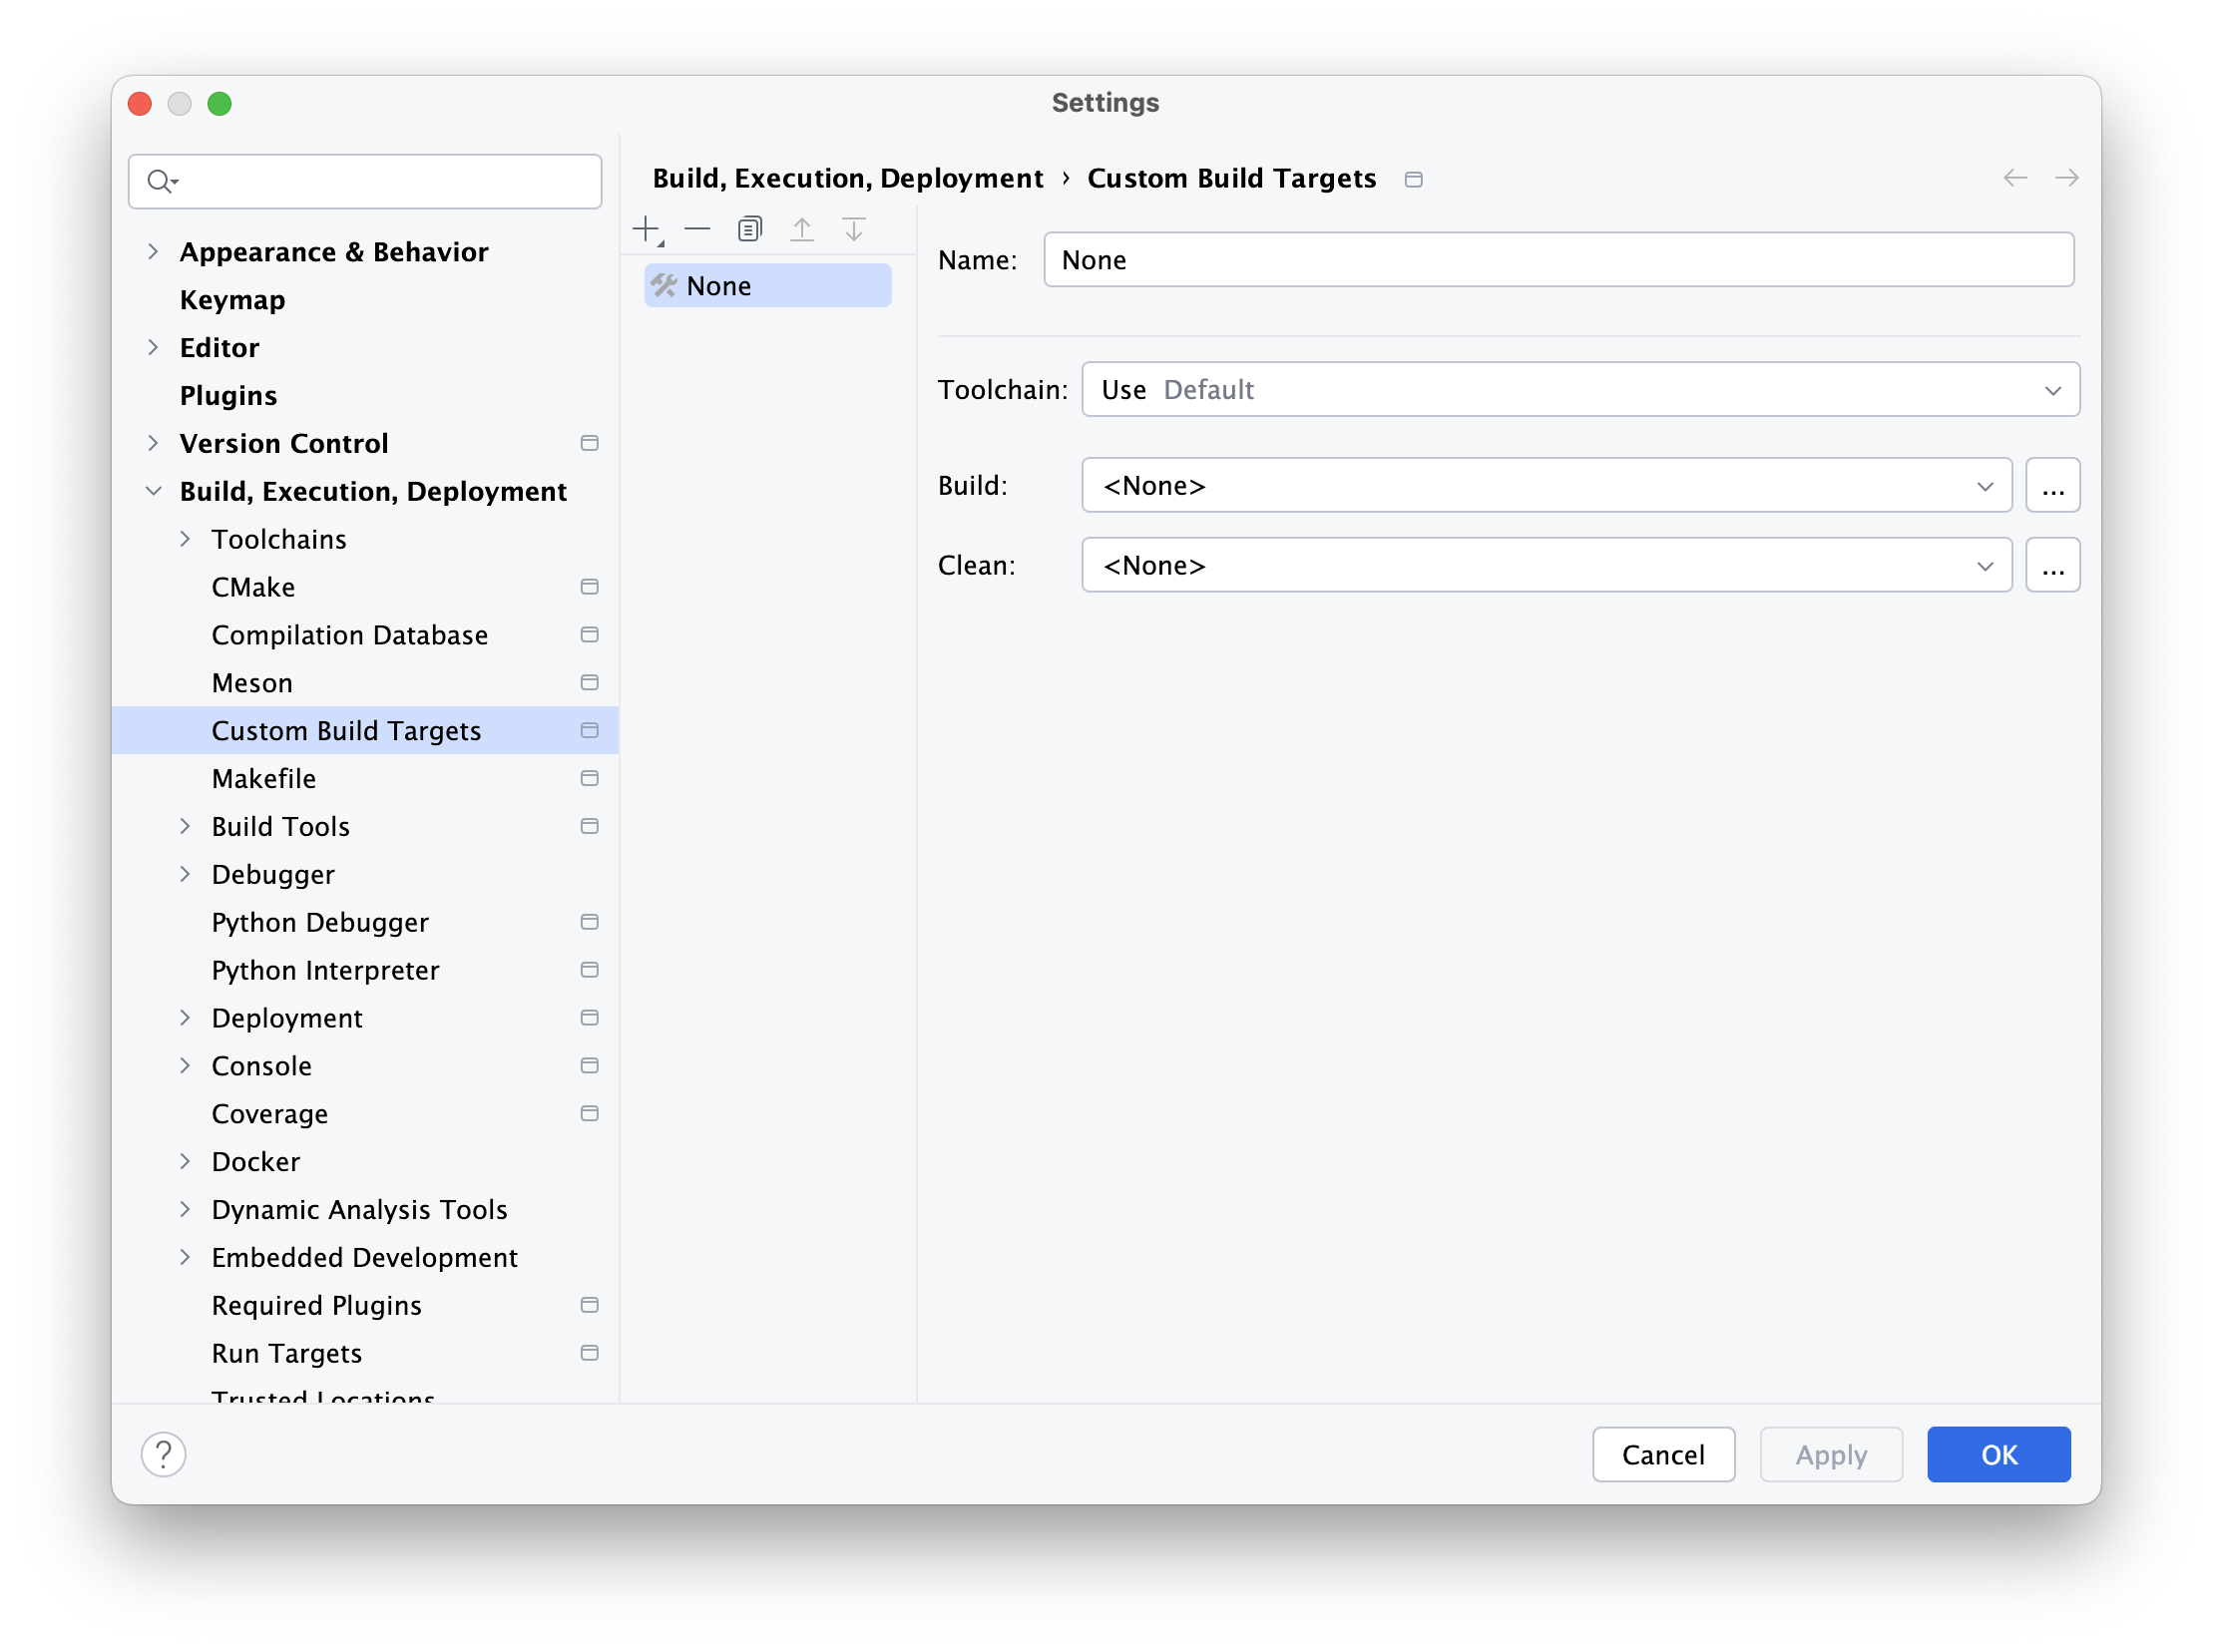 Settings
Appearance & Behavior
Keymap
Editor
Plugins
Version Control
Build, Execution, Deployment
Toolchains
CMake
Compilation Database
Meson
Custom Build Targets
Makefile
Build Tools
Debugger
Python Debugger
Python Interpreter
Deployment
Console
Coverage
Docker
Dynamic Analysis Tools
Embedded Development
Required Plugins
Run Targets
Trusted Locations
Build, Execution, Deployment › Custom Build Targets
None
Name: None
Toolchain: Use Default
Build: <None> ...
Clean: <None> ...
? Cancel Apply OK